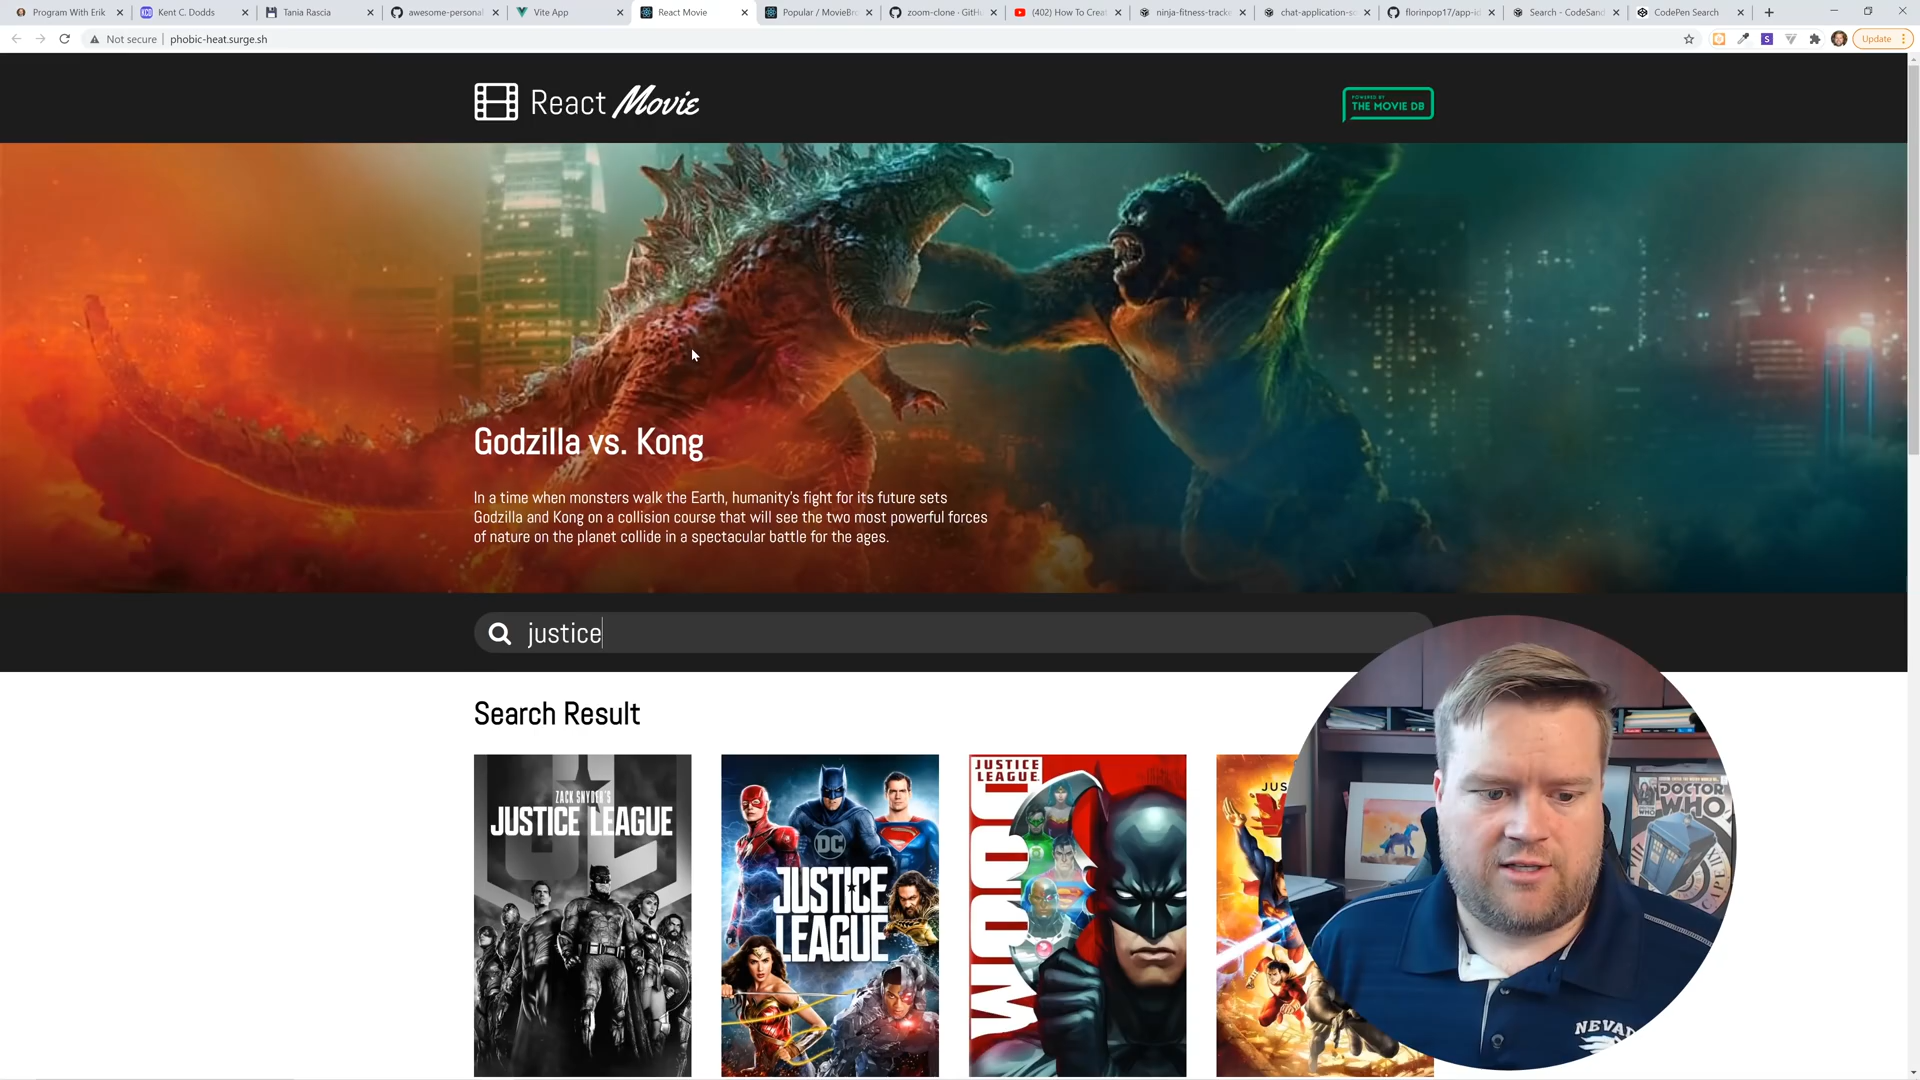 Program With Erik
Kent C. Dodds
Tania Rascia
awesome-personal
Vite App
React Movie
Popular / MovieBro
zoom-clone · GitHu
(402) How To Creat
ninja-fitness-tracke
chat-application-s
florinpop17/app-id
Search - CodeSand
CodePen Search
Not secure
phobic-heat.surge.sh
Update
React Movie
POWERED BY
THE MOVIE DB
Godzilla vs. Kong
In a time when monsters walk the Earth, humanity's fight for its future sets
Godzilla and Kong on a collision course that will see the two most powerful forces
of nature on the planet collide in a spectacular battle for the ages.
justice
Search Result
ZACK SNYDER'S
JUSTICE LEAGUE
DC
JUSTICE
LEAGUE
JUSTICE
LEAGUE
DOOM
JUS
DOCTOR
WHO
NEVAD